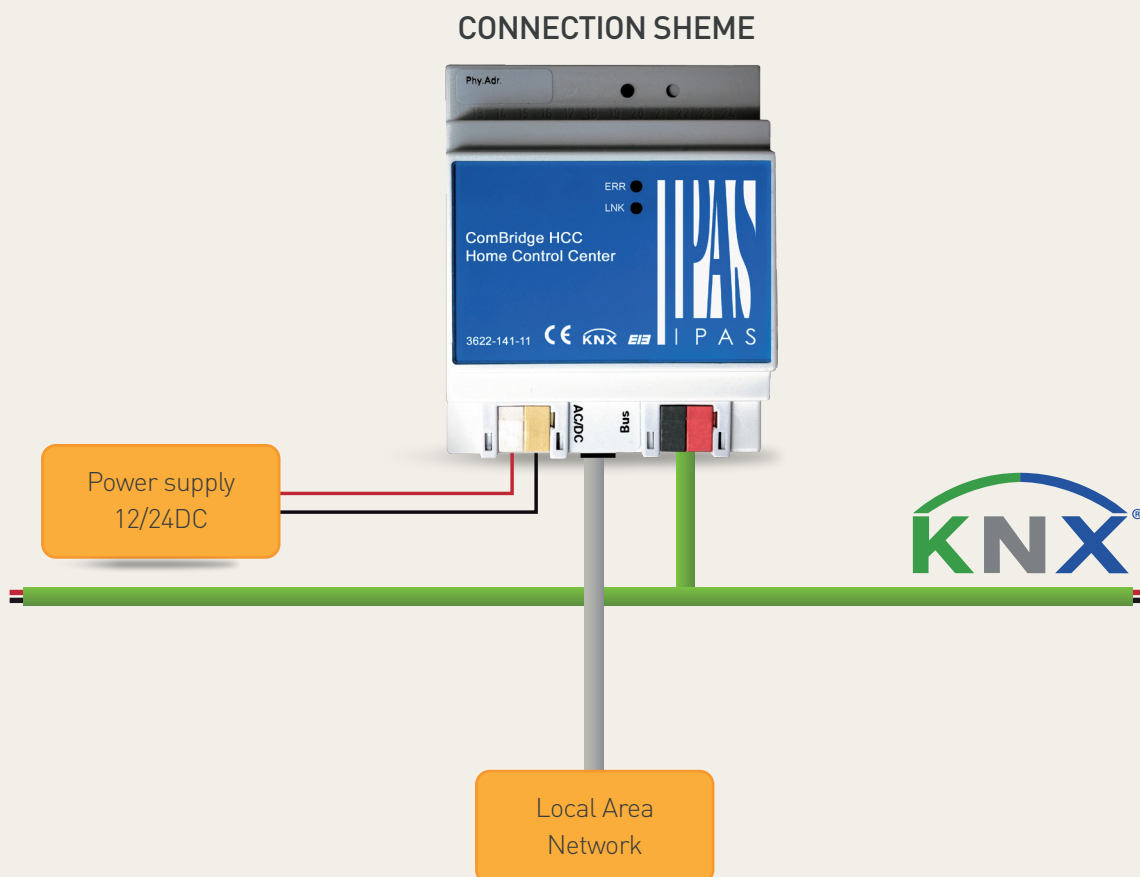 CONNECTION SHEME
Phy.Adr.
ERR
LNK
ComBridge HCC
Home Control Center
IPAS
3622-141-11 CE KNX EIB IPAS
AC/DC
Bus
Power supply
12/24DC
KNX®
Local Area
Network